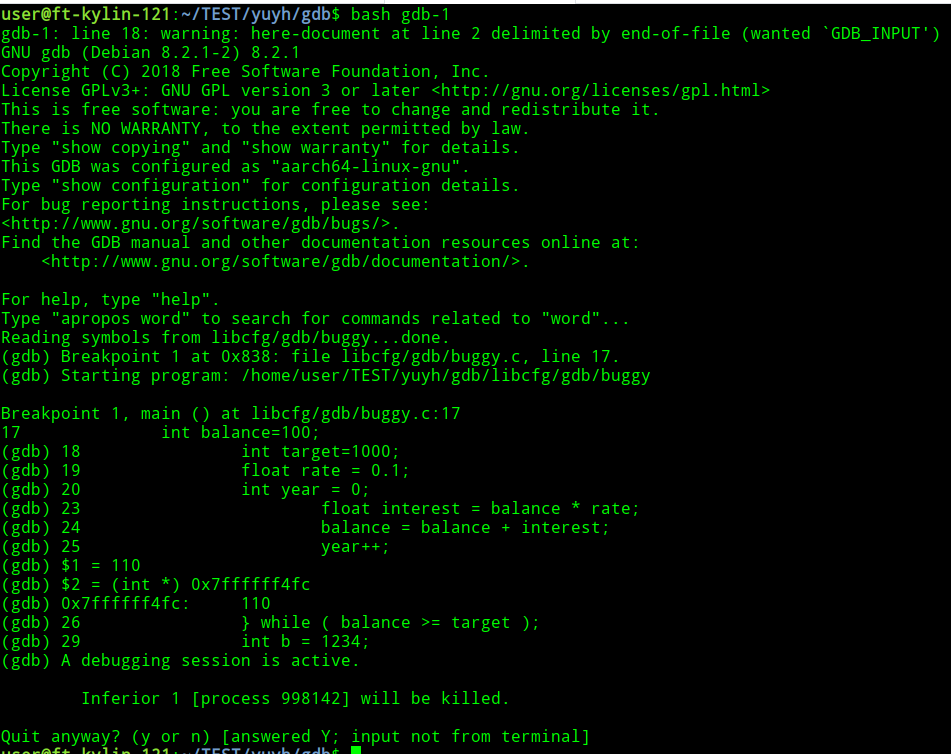 user@ft-kylin-121:~/TEST/yuyh/gdb$ bash gdb-1
gdb-1: line 18: warning: here-document at line 2 delimited by end-of-file (wanted `GDB_INPUT')
GNU gdb (Debian 8.2.1-2) 8.2.1
Copyright (C) 2018 Free Software Foundation, Inc.
License GPLv3+: GNU GPL version 3 or later <http://gnu.org/licenses/gpl.html>
This is free software: you are free to change and redistribute it.
There is NO WARRANTY, to the extent permitted by law.
Type "show copying" and "show warranty" for details.
This GDB was configured as "aarch64-linux-gnu".
Type "show configuration" for configuration details.
For bug reporting instructions, please see:
<http://www.gnu.org/software/gdb/bugs/>.
Find the GDB manual and other documentation resources online at:
    <http://www.gnu.org/software/gdb/documentation/>.

For help, type "help".
Type "apropos word" to search for commands related to "word"...
Reading symbols from libcfg/gdb/buggy...done.
(gdb) Breakpoint 1 at 0x838: file libcfg/gdb/buggy.c, line 17.
(gdb) Starting program: /home/user/TEST/yuyh/gdb/libcfg/gdb/buggy

Breakpoint 1, main () at libcfg/gdb/buggy.c:17
17              int balance=100;
(gdb) 18                int target=1000;
(gdb) 19                float rate = 0.1;
(gdb) 20                int year = 0;
(gdb) 23                        float interest = balance * rate;
(gdb) 24                        balance = balance + interest;
(gdb) 25                        year++;
(gdb) $1 = 110
(gdb) $2 = (int *) 0x7ffffff4fc
(gdb) 0x7ffffff4fc:     110
(gdb) 26                } while ( balance >= target );
(gdb) 29                int b = 1234;
(gdb) A debugging session is active.

        Inferior 1 [process 998142] will be killed.

Quit anyway? (y or n) [answered Y; input not from terminal]
user@ft-kylin-121:~/TEST/yuyh/gdb$